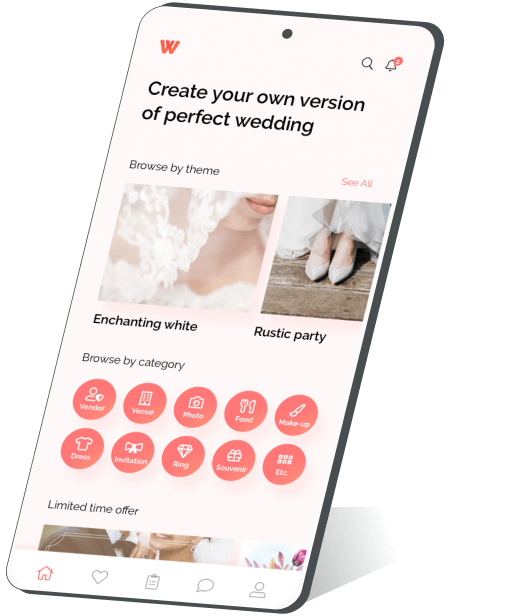 W
2
Create your own version
of perfect wedding
Browse by theme
See All
Enchanting white
Rustic party
Browse by category
Vendor
Venue
Photo
Food
Make-up
Dress
Invitation
Ring
Souvenir
Etc.
Limited time offer